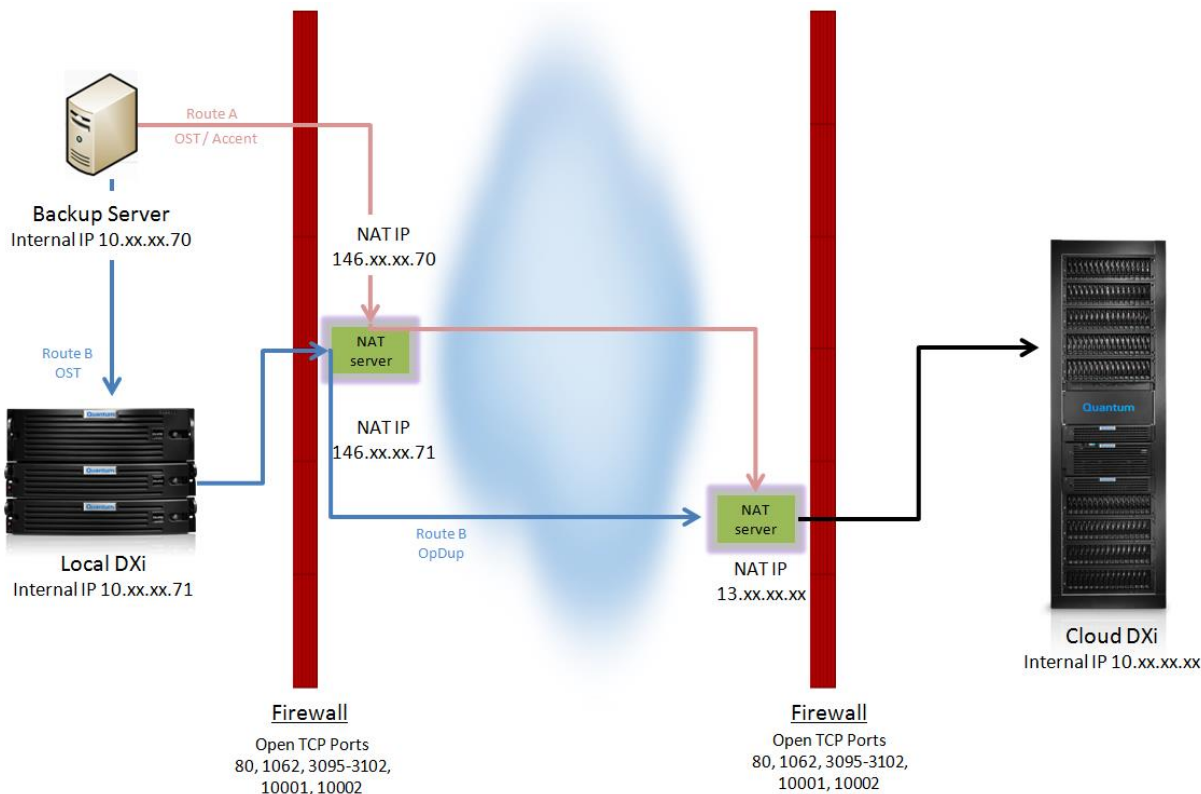 Route A
OST / Accent
Backup Server
Internal IP 10.xx.xx.70
NAT IP
146.xx.xx.70
NAT
server
Route B
OST
Quantum
Quantum
Quantum
NAT IP
146.xx.xx.71
Local DXi
Internal IP 10.xx.xx.71
Route B
OpDup
NAT
server
NAT IP
13.xx.xx.xx
Quantum
Cloud DXi
Internal IP 10.xx.xx.xx
Firewall
Open TCP Ports
80, 1062, 3095-3102,
10001, 10002
Firewall
Open TCP Ports
80, 1062, 3095-3102,
10001, 10002